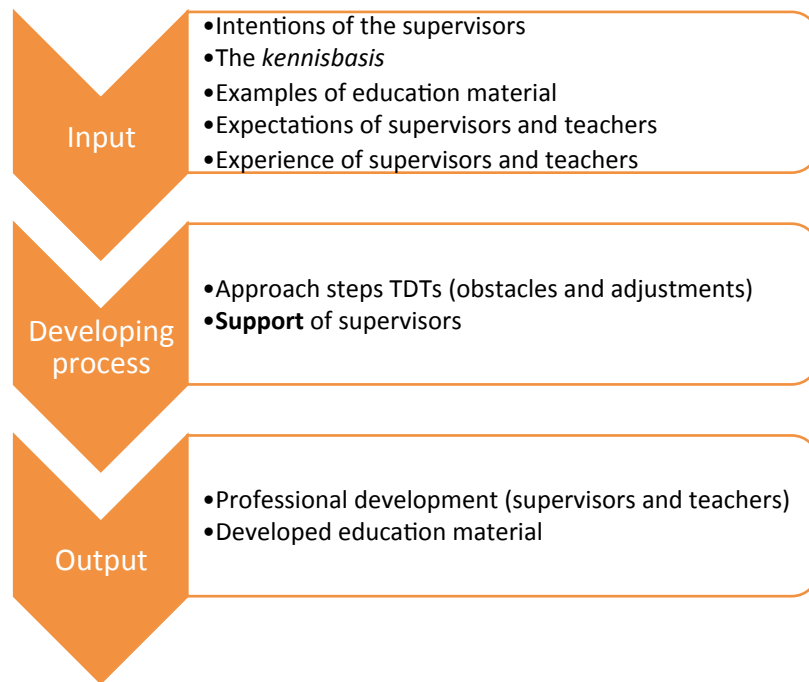 Input
•Intentions of the supervisors
•The kennisbasis
•Examples of education material
•Expectations of supervisors and teachers
•Experience of supervisors and teachers
Developing
process
•Approach steps TDTs (obstacles and adjustments)
•Support of supervisors
Output
•Professional development (supervisors and teachers)
•Developed education material